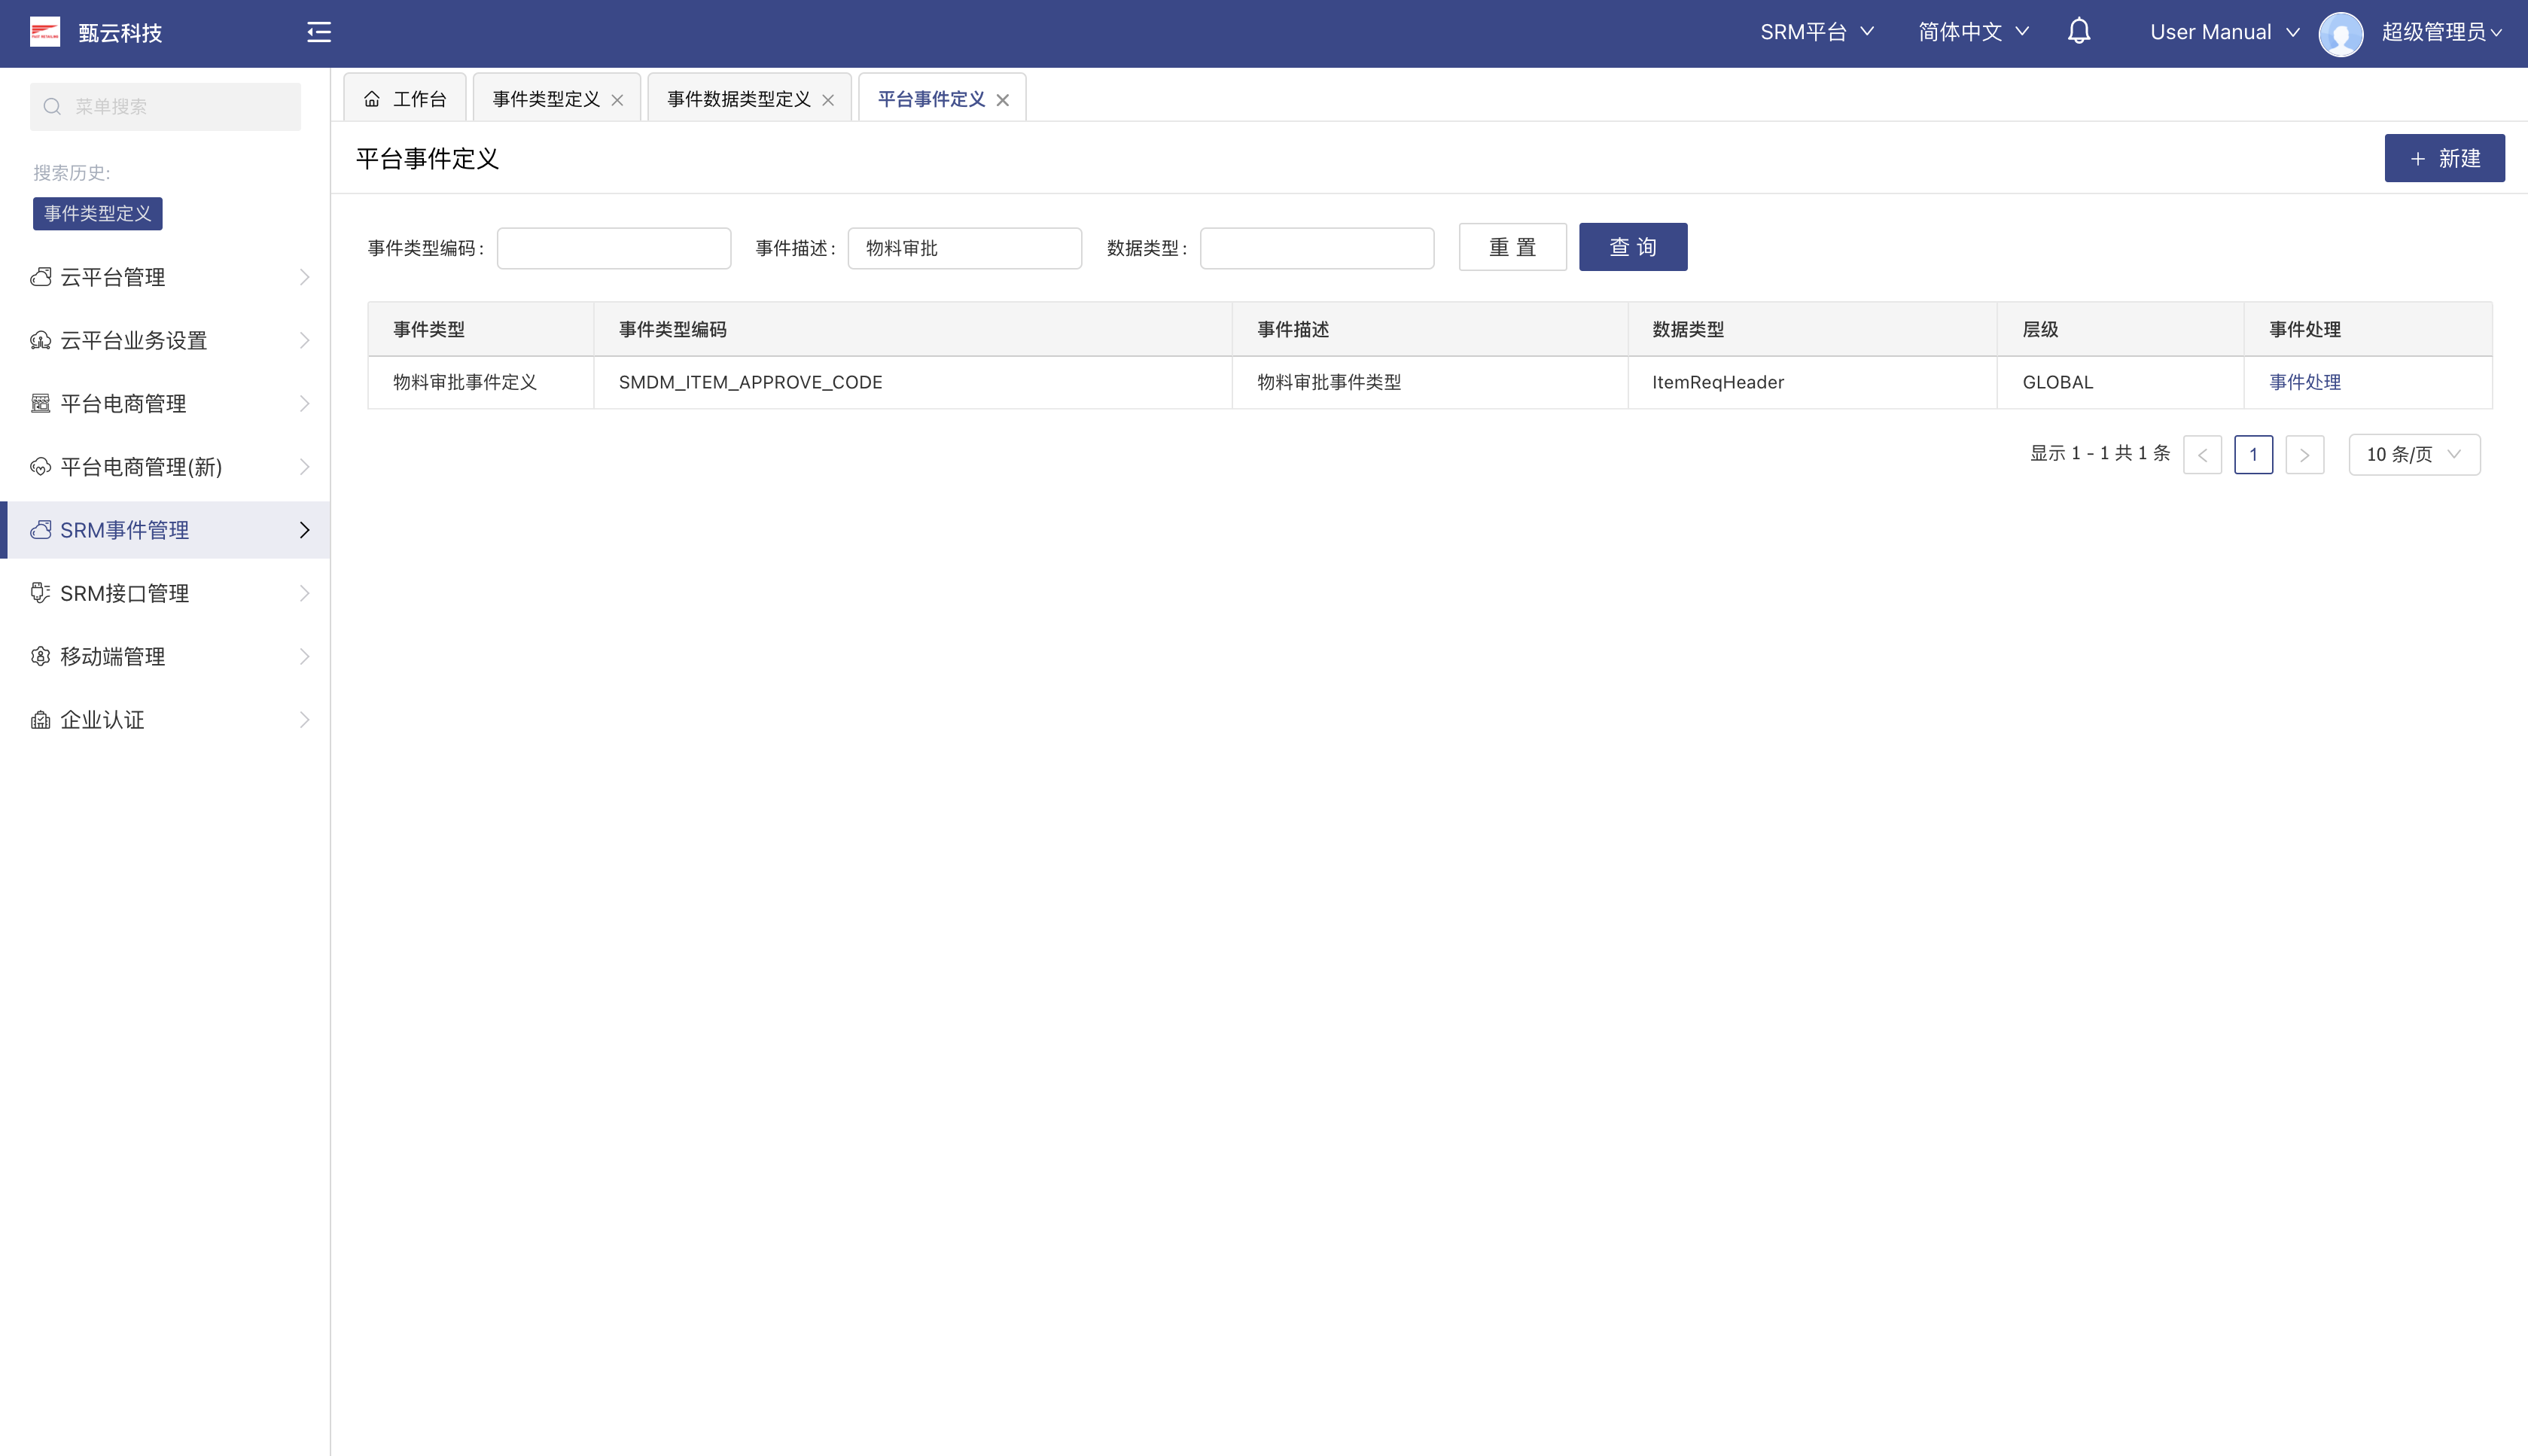 甄云科技
SRM平台
简体中文
User Manual
超级管理员
菜单搜索
搜索历史:
事件类型定义
云平台管理
云平台业务设置
平台电商管理
平台电商管理(新)
SRM事件管理
SRM接口管理
移动端管理
企业认证
工作台 事件类型定义 事件数据类型定义 平台事件定义
平台事件定义
新建
事件类型编码: 事件描述: 物料审批 数据类型: 重置 查询
事件类型 事件类型编码 事件描述 数据类型 层级 事件处理
物料审批事件定义 SMDM_ITEM_APPROVE_CODE 物料审批事件类型 ItemReqHeader GLOBAL 事件处理
显示 1 - 1 共 1 条 1 10 条/页